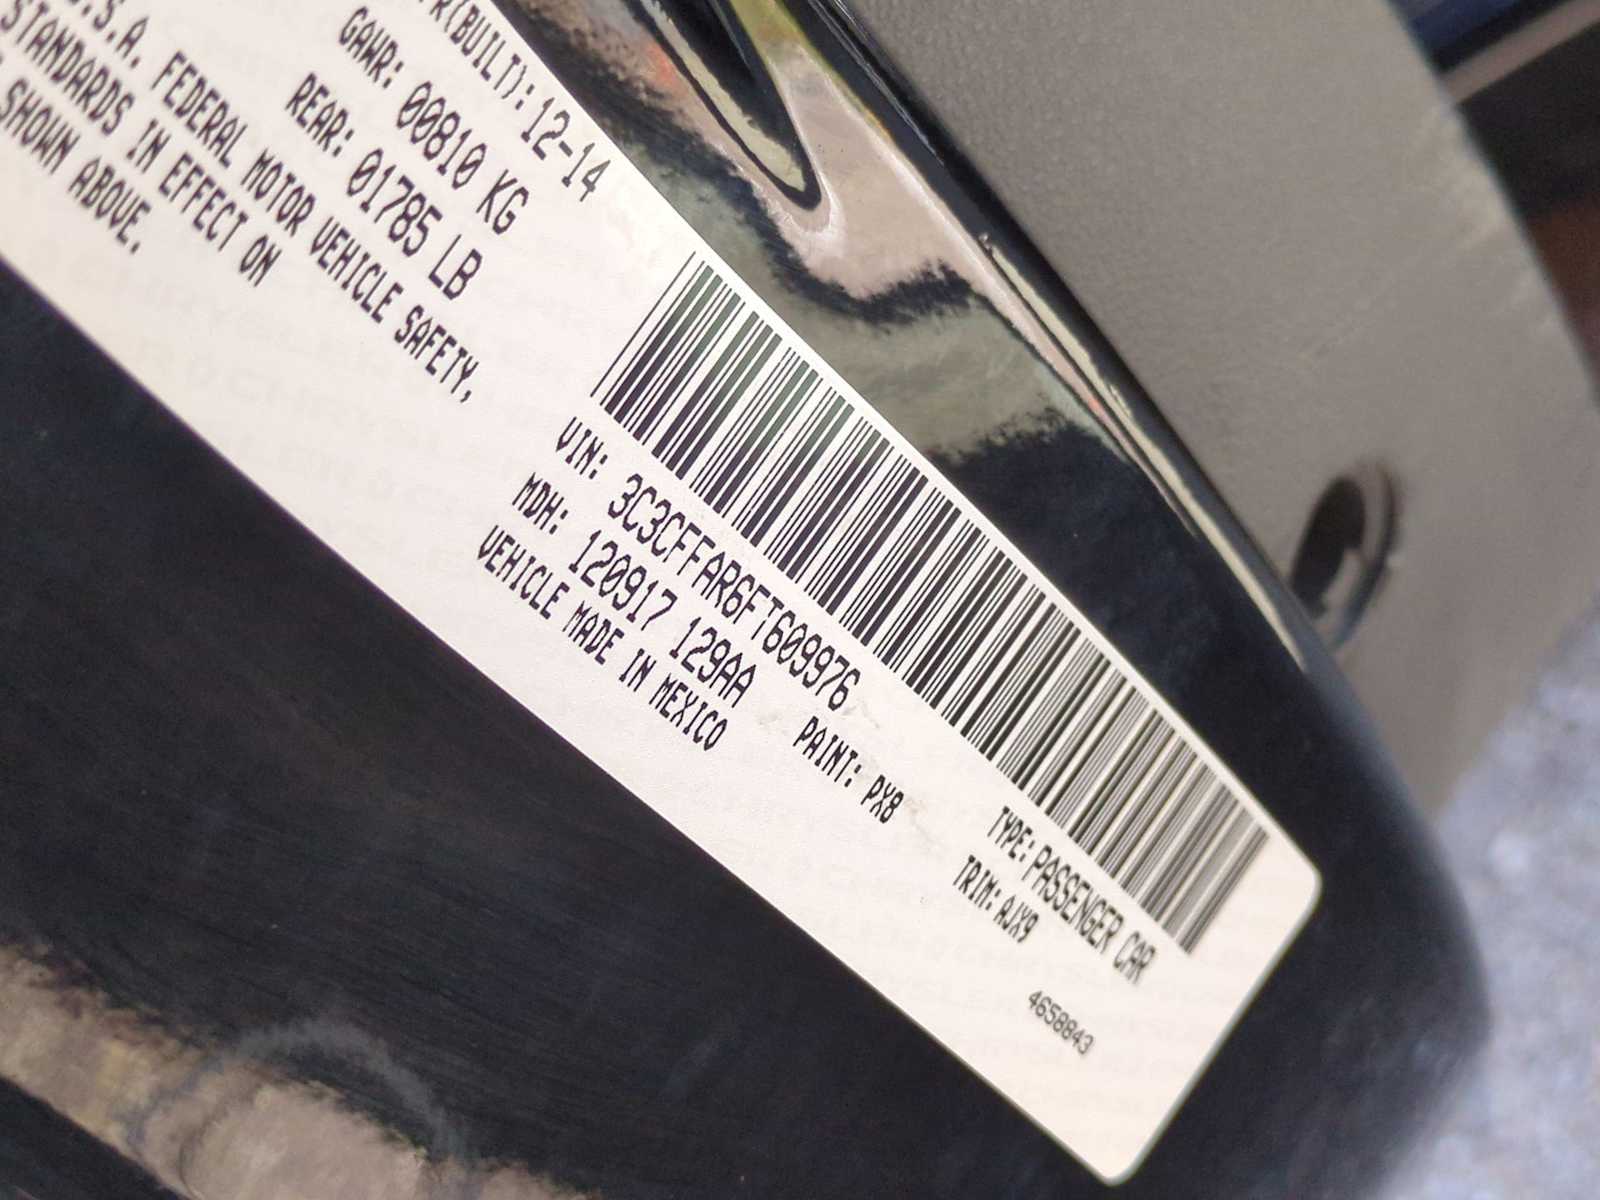 R(BUILT): 12-14
GAWR: 00810 KG
REAR: 01785 LB
.S.A. FEDERAL MOTOR VEHICLE SAFETY,
STANDARDS IN EFFECT ON
SHOWN ABOVE.
VIN: 3C3CFFAR6FT609976
TYPE: PASSENGER CAR
MDH: 120917 129AA
PAINT: PX8
TRIM: AJX9
VEHICLE MADE IN MEXICO
4658843